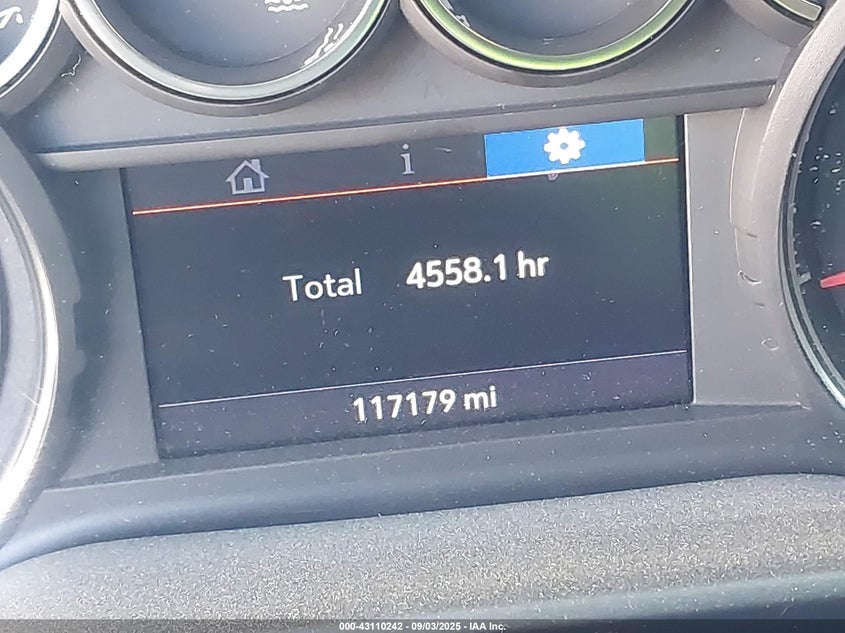 Total 4558.1 hr
117179 mi
000-43110242 - 09/03/2025 - IAA Inc.